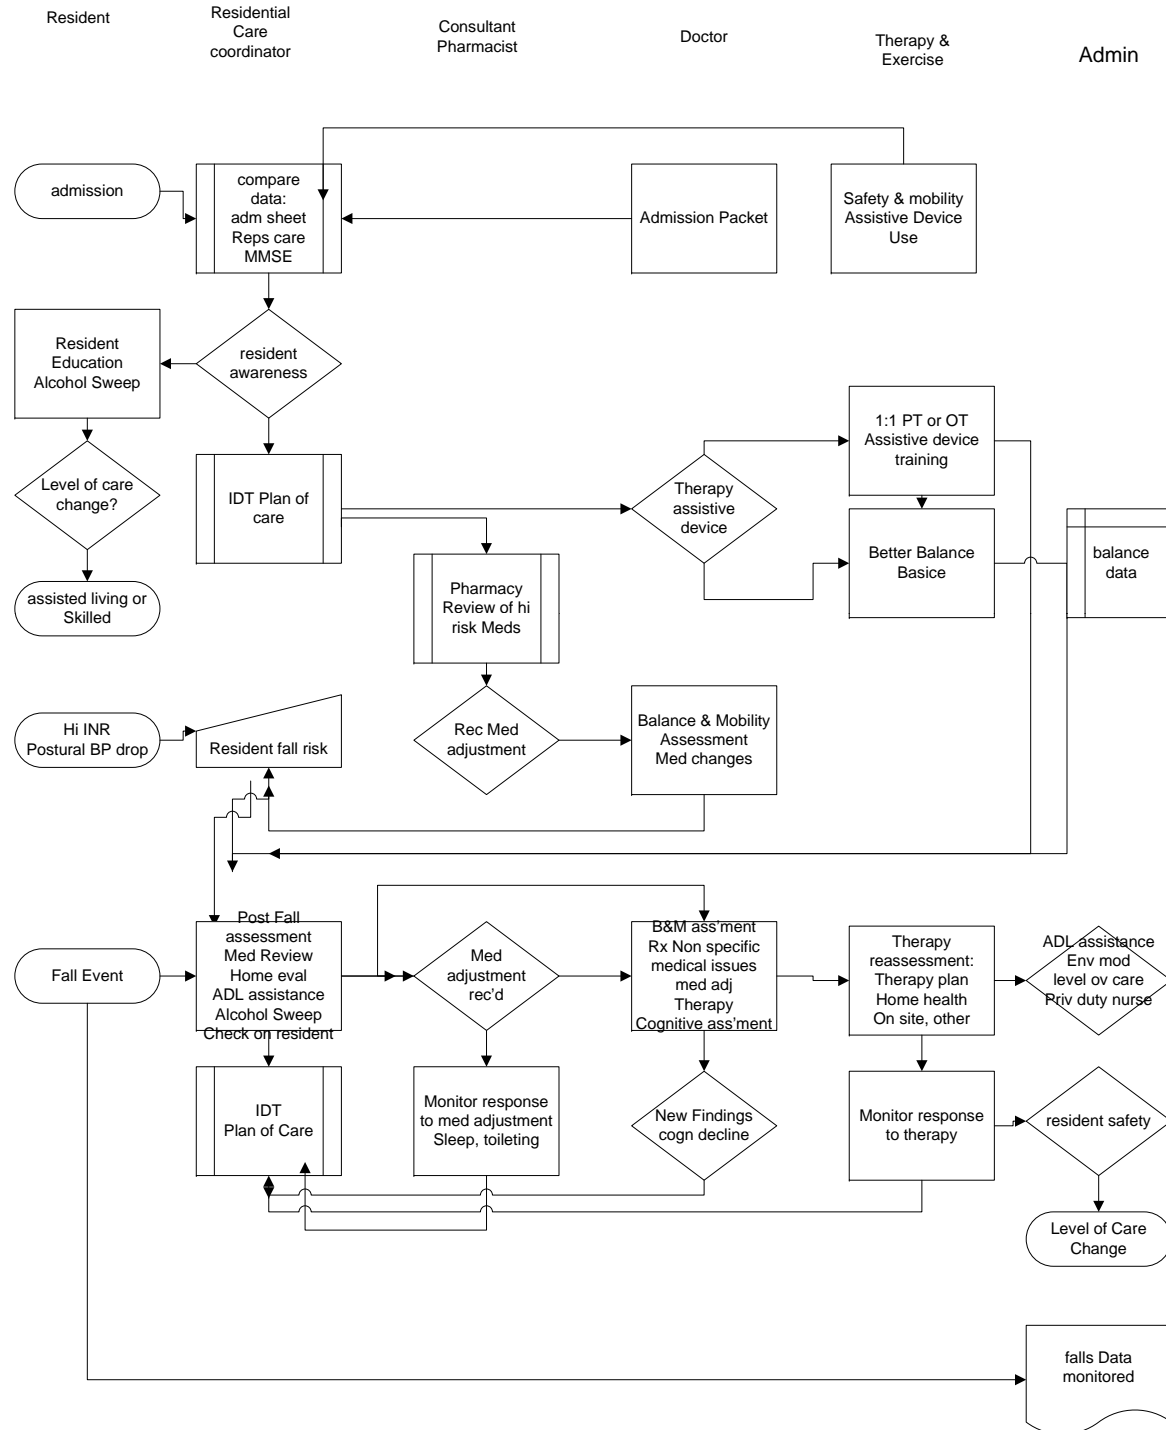 Resident
Residential
Care
coordinator
Consultant
Pharmacist
Doctor
Therapy &
Exercise
Admin
admission
compare
data:
adm sheet
Reps care
MMSE
Admission Packet
Safety & mobility
Assistive Device
Use
Resident
Education
Alcohol Sweep
resident
awareness
1:1 PT or OT
Assistive device
training
Level of care
change?
IDT Plan of
care
Therapy
assistive
device
Better Balance
Basice
balance
data
assisted living or
Skilled
Pharmacy
Review of hi
risk Meds
Hi INR
Postural BP drop
Resident fall risk
Rec Med
adjustment
Balance & Mobility
Assessment
Med changes
Fall Event
Post Fall
assessment
Med Review
Home eval
ADL assistance
Alcohol Sweep
Check on resident
Med
adjustment
rec'd
B&M ass'ment
Rx Non specific
medical issues
med adj
Therapy
Cognitive ass'ment
Therapy
reassessment:
Therapy plan
Home health
On site, other
ADL assistance
Env mod
level ov care
Priv duty nurse
IDT
Plan of Care
Monitor response
to med adjustment
Sleep, toileting
New Findings
cogn decline
Monitor response
to therapy
resident safety
Level of Care
Change
falls Data
monitored